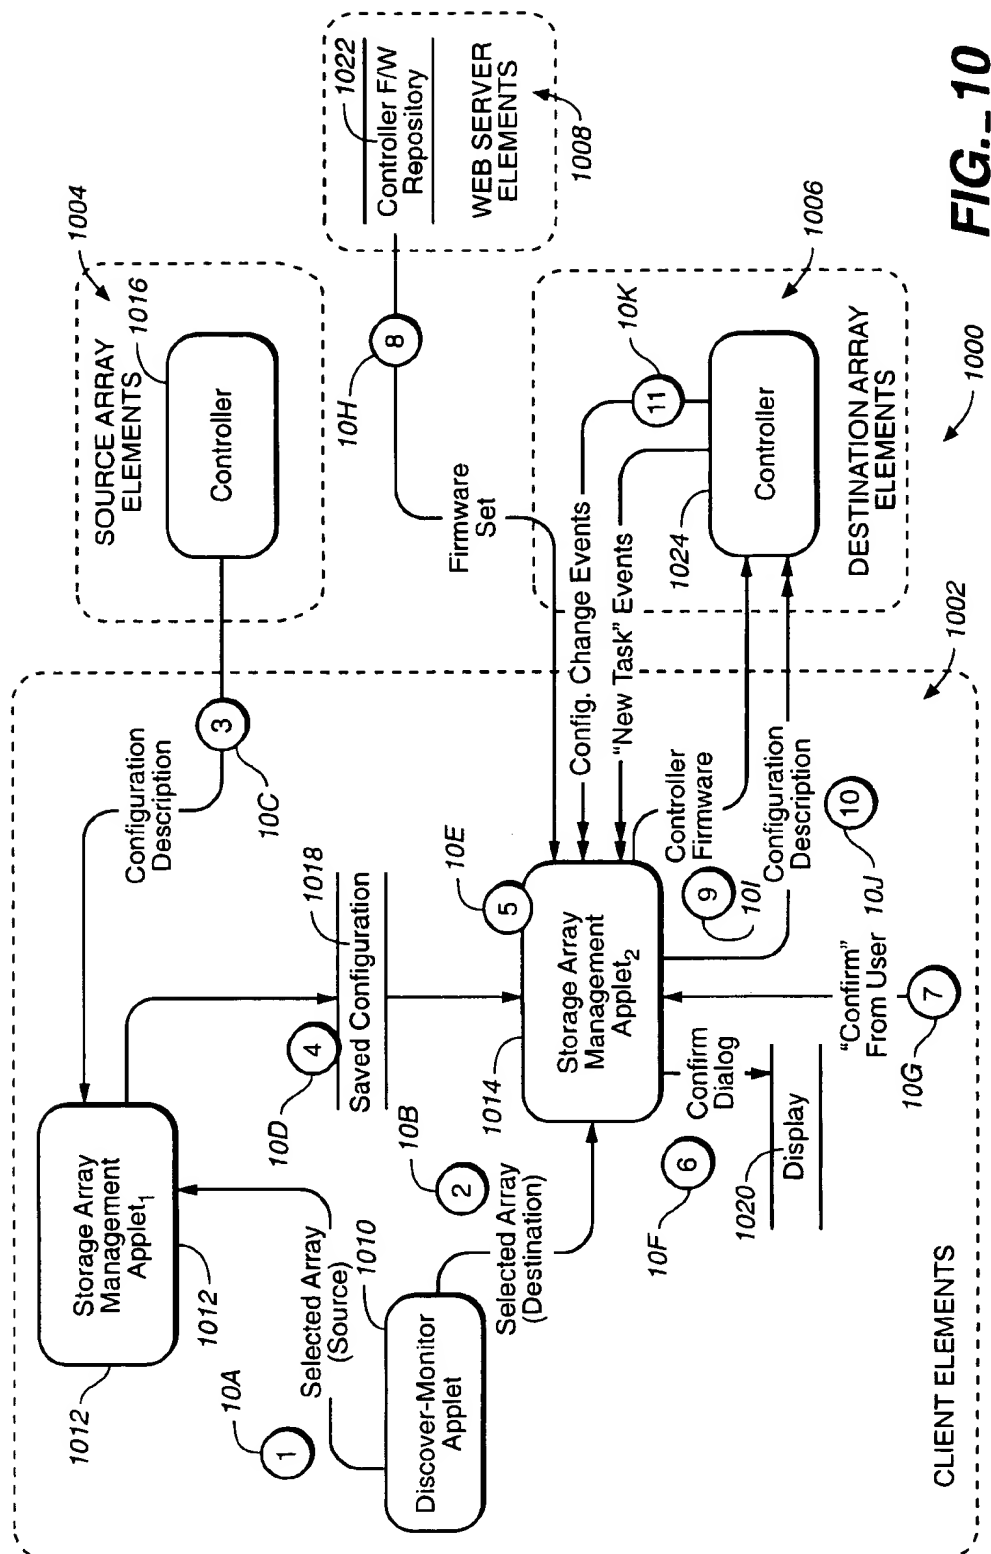 1004
SOURCE ARRAY
ELEMENTS
1016
Controller
3
10C
Configuration
Description
Storage Array
Management
Applet1
1012
1012
1
10A
Selected Array
(Source)
1010
Discover-Monitor
Applet
2
10B
Selected Array
(Destination)
4
10D
Saved Configuration
1018
5
10E
Storage Array
Management
Applet2
1014
6
10F
Confirm
Dialog
1020
Display
7
10G
"Confirm"
From User
8
10H
Firmware
Set
1022
Controller F/W
Repository
WEB SERVER
ELEMENTS
1008
Config. Change Events
"New Task" Events
9
10I
Controller
Firmware
Configuration
Description
10
10J
11
10K
1024
Controller
DESTINATION ARRAY
ELEMENTS
1006
1002
CLIENT ELEMENTS
1000
FIG._10